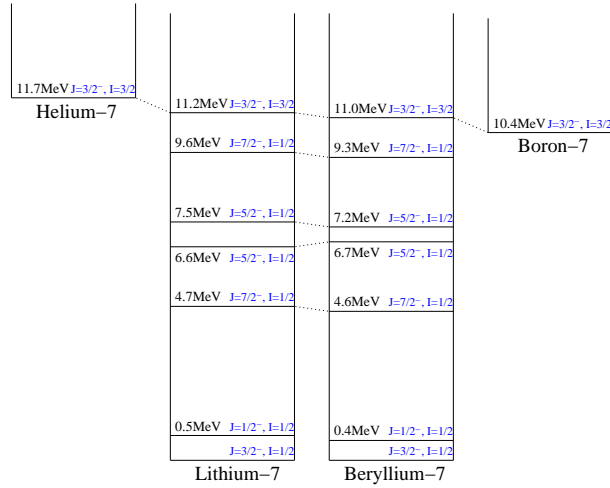 11.7MeV J=3/2⁻, I=3/2
Helium−7
11.2MeV J=3/2⁻, I=3/2
9.6MeV J=7/2⁻, I=1/2
7.5MeV J=5/2⁻, I=1/2
6.6MeV J=5/2⁻, I=1/2
4.7MeV J=7/2⁻, I=1/2
0.5MeV J=1/2⁻, I=1/2
J=3/2⁻, I=1/2
Lithium−7
11.0MeV J=3/2⁻, I=3/2
9.3MeV J=7/2⁻, I=1/2
7.2MeV J=5/2⁻, I=1/2
6.7MeV J=5/2⁻, I=1/2
4.6MeV J=7/2⁻, I=1/2
0.4MeV J=1/2⁻, I=1/2
J=3/2⁻, I=1/2
Beryllium−7
10.4MeV J=3/2⁻, I=3/2
Boron−7